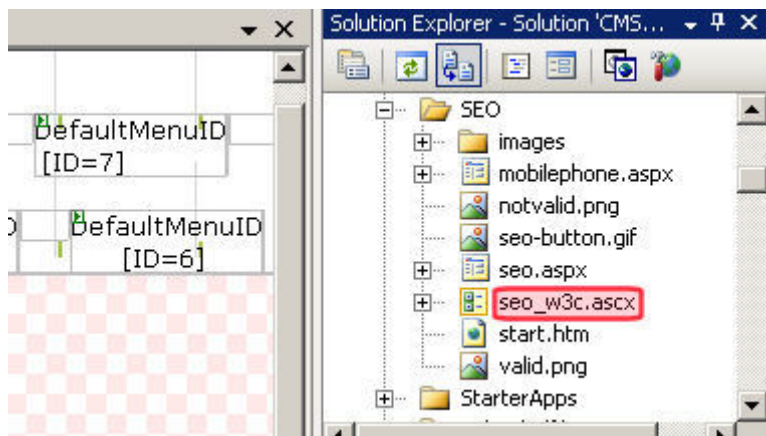 Solution Explorer - Solution 'CMS...
DefaultMenuID
[ID=7]
DefaultMenuID
[ID=6]
SEO
images
mobilephone.aspx
notvalid.png
seo-button.gif
seo.aspx
seo_w3c.ascx
start.htm
valid.png
StarterApps